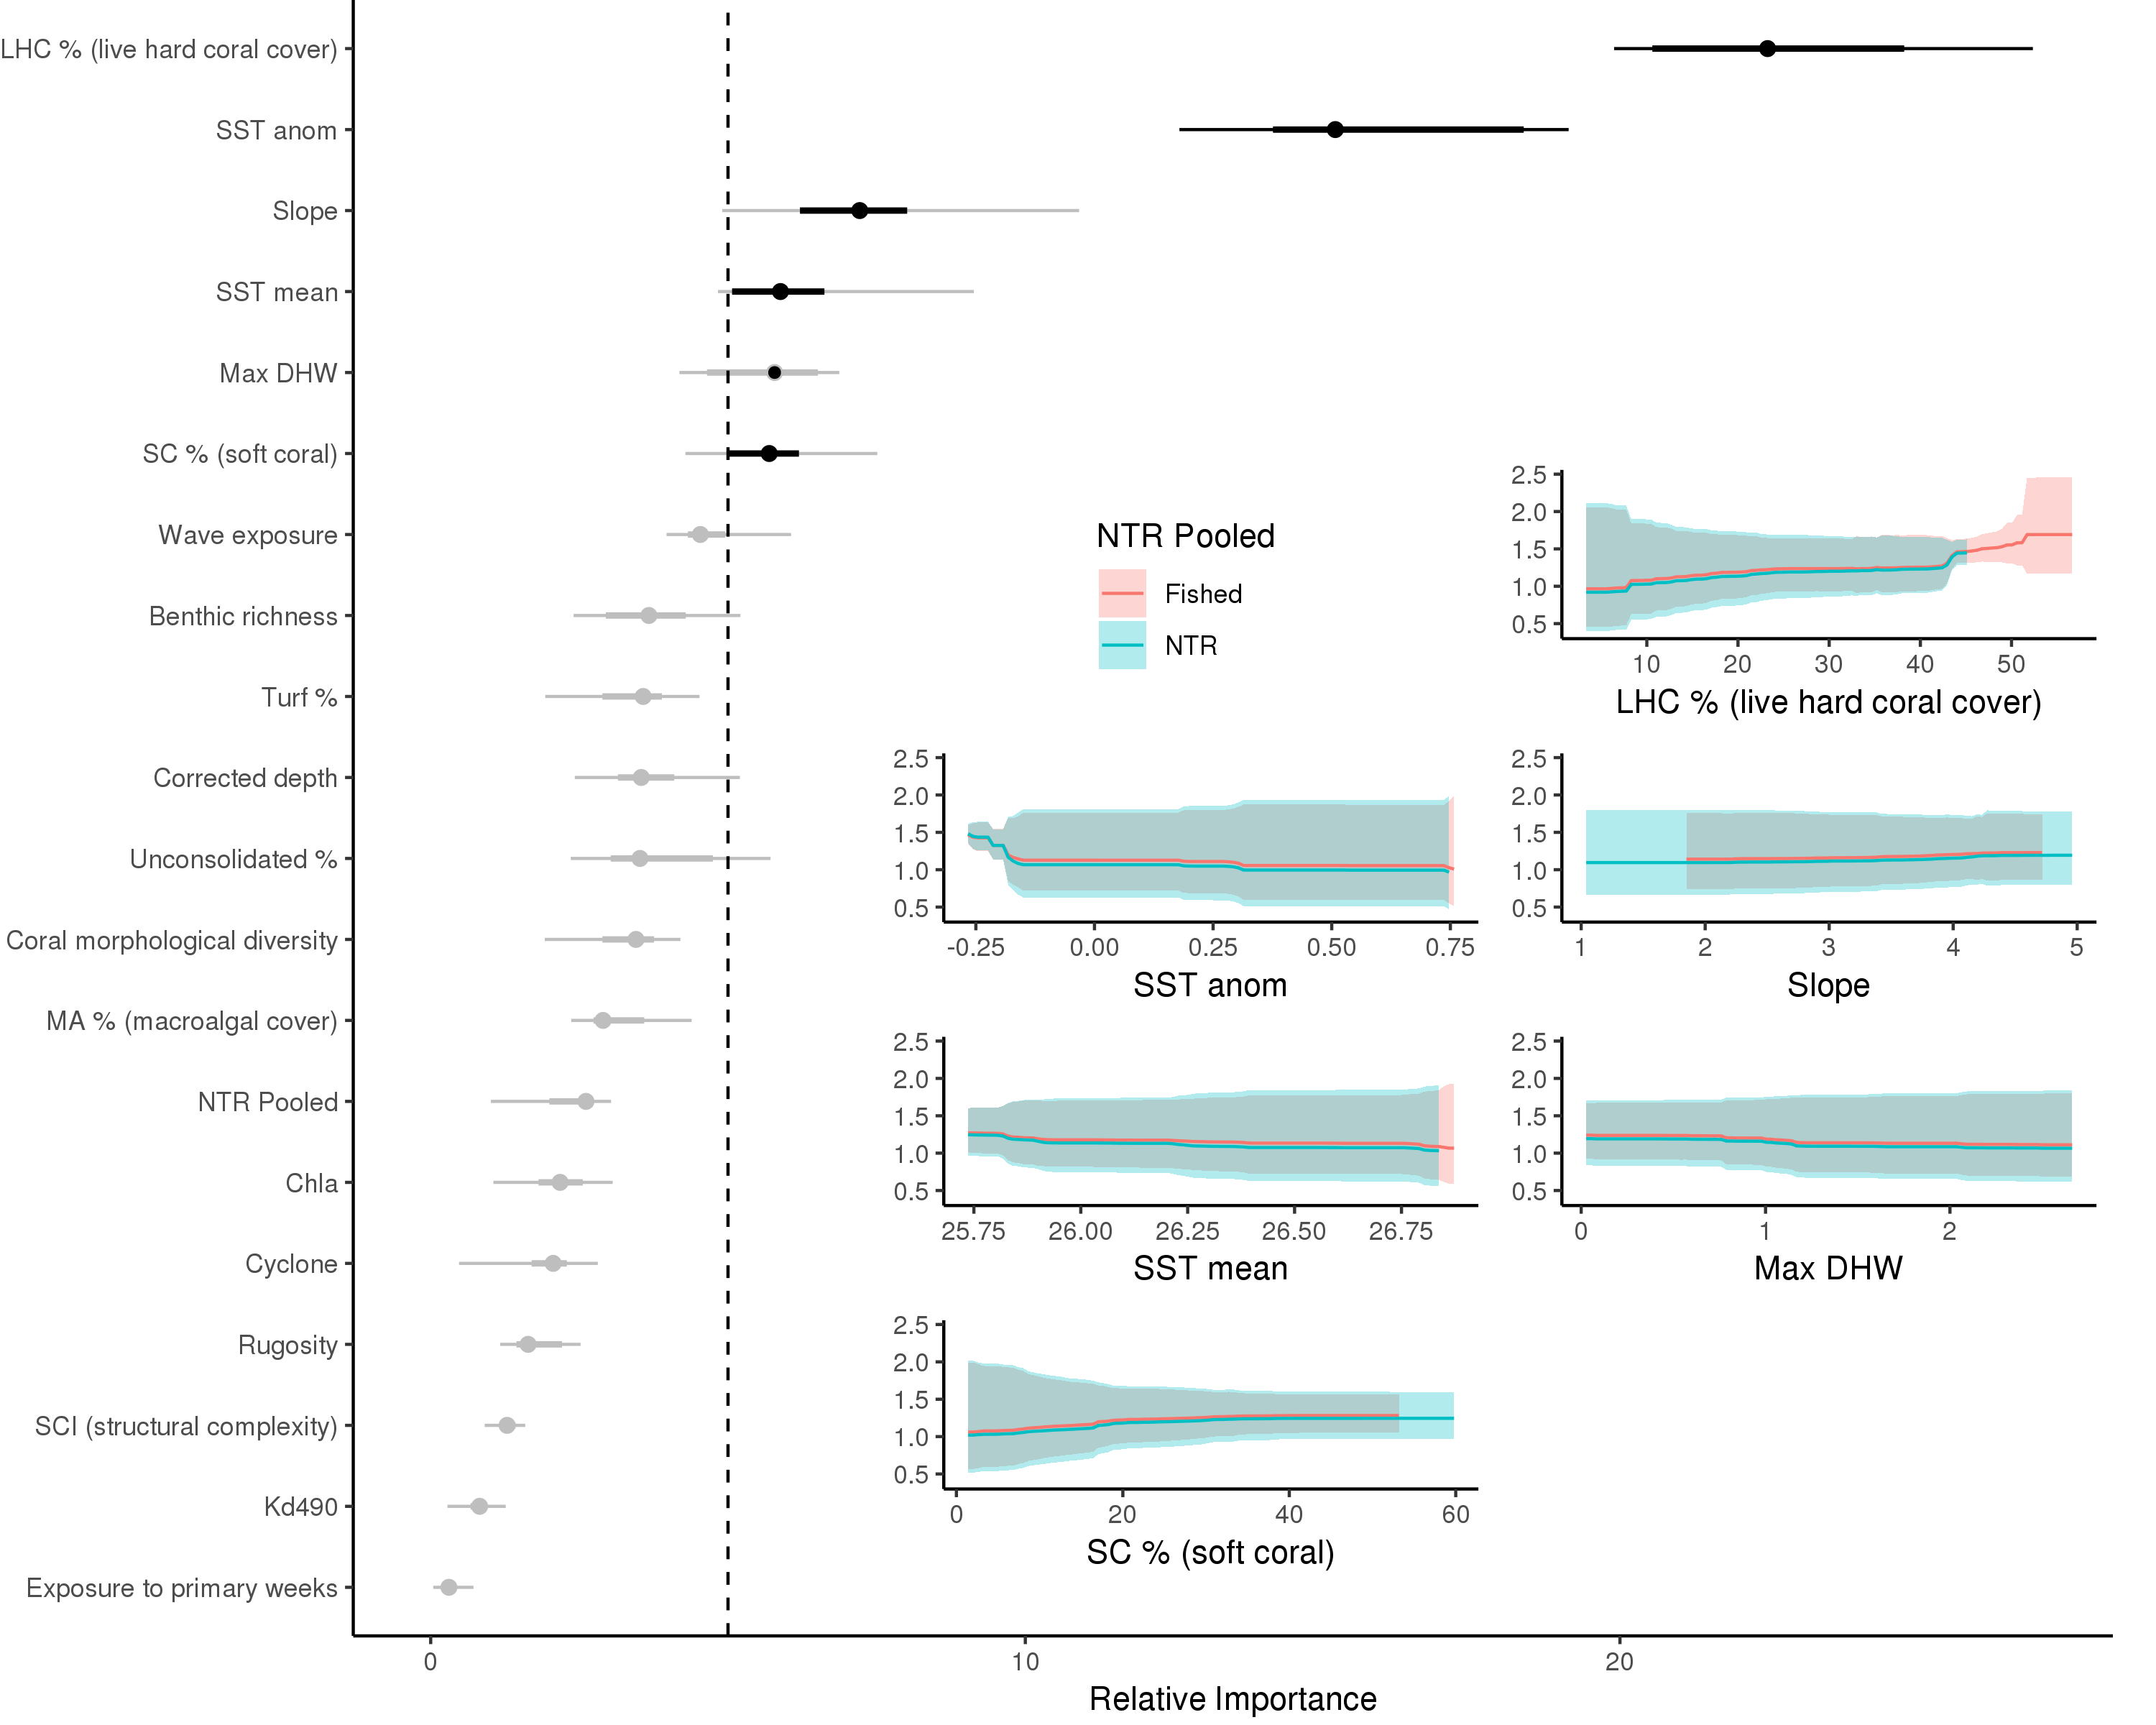 LHC % (live hard coral cover)
SST anom
Slope
SST mean
Max DHW
SC % (soft coral)
Wave exposure
Benthic richness
Turf %
Corrected depth
Unconsolidated %
Coral morphological diversity
MA % (macroalgal cover)
NTR Pooled
Chla
Cyclone
Rugosity
SCI (structural complexity)
Kd490
Exposure to primary weeks
0 10 20
Relative Importance
NTR Pooled
Fished
NTR
2.5
2.0
1.5
1.0
0.5
10 20 30 40 50
LHC % (live hard coral cover)
2.5
2.0
1.5
1.0
0.5
-0.25 0.00 0.25 0.50 0.75
SST anom
2.5
2.0
1.5
1.0
0.5
1 2 3 4 5
Slope
2.5
2.0
1.5
1.0
0.5
25.75 26.00 26.25 26.50 26.75
SST mean
2.5
2.0
1.5
1.0
0.5
0 1 2
Max DHW
2.5
2.0
1.5
1.0
0.5
0 20 40 60
SC % (soft coral)